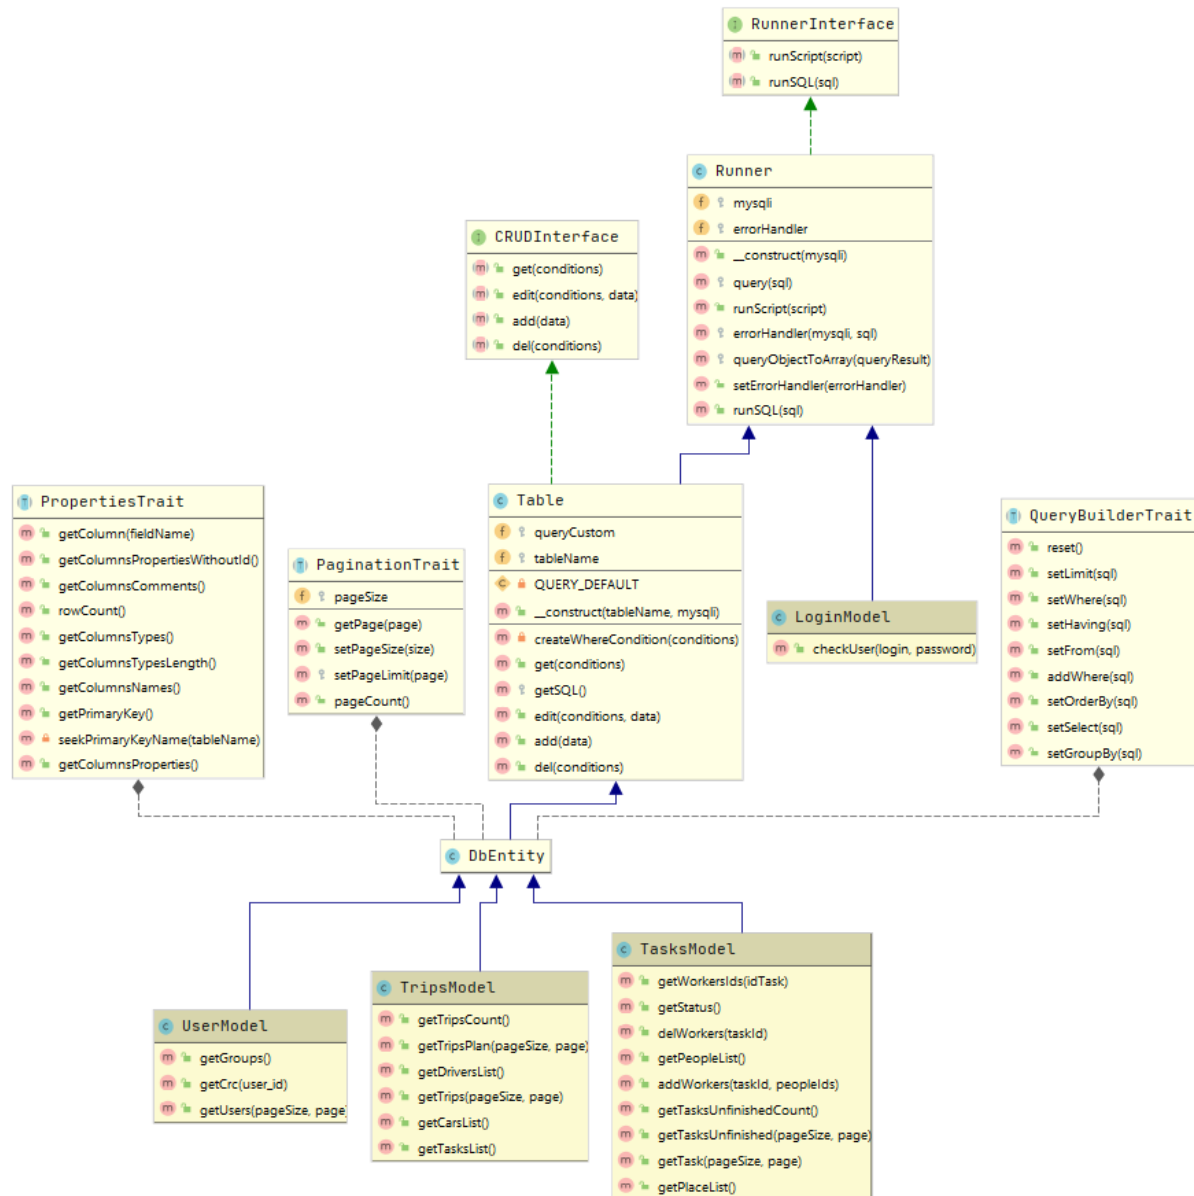 RunnerInterface
runScript(script)
runSQL(sql)
Runner
mysqli
errorHandler
__construct(mysqli)
query(sql)
runScript(script)
errorHandler(mysqli, sql)
queryObjectToArray(queryResult)
setErrorHandler(errorHandler)
runSQL(sql)
CRUDInterface
get(conditions)
edit(conditions, data)
add(data)
del(conditions)
PropertiesTrait
getColumn(fieldName)
getColumnsPropertiesWithoutId()
getColumnsComments()
rowCount()
getColumnsTypes()
getColumnsTypesLength()
getColumnsNames()
getPrimaryKey()
seekPrimaryKeyName(tableName)
getColumnsProperties()
PaginationTrait
pageSize
getPage(page)
setPageSize(size)
setPageLimit(page)
pageCount()
Table
queryCustom
tableName
QUERY_DEFAULT
__construct(tableName, mysqli)
createWhereCondition(conditions)
get(conditions)
getSQL()
edit(conditions, data)
add(data)
del(conditions)
LoginModel
checkUser(login, password)
QueryBuilderTrait
reset()
setLimit(sql)
setWhere(sql)
setHaving(sql)
setFrom(sql)
addWhere(sql)
setOrderBy(sql)
setSelect(sql)
setGroupBy(sql)
DbEntity
UserModel
getGroups()
getCrc(user_id)
getUsers(pageSize, page)
TripsModel
getTripsCount()
getTripsPlan(pageSize, page)
getDriversList()
getTrips(pageSize, page)
getCarsList()
getTasksList()
TasksModel
getWorkersIds(idTask)
getStatus()
delWorkers(taskId)
getPeopleList()
addWorkers(taskId, peopleIds)
getTasksUnfinishedCount()
getTasksUnfinished(pageSize, page)
getTask(pageSize, page)
getPlaceList()